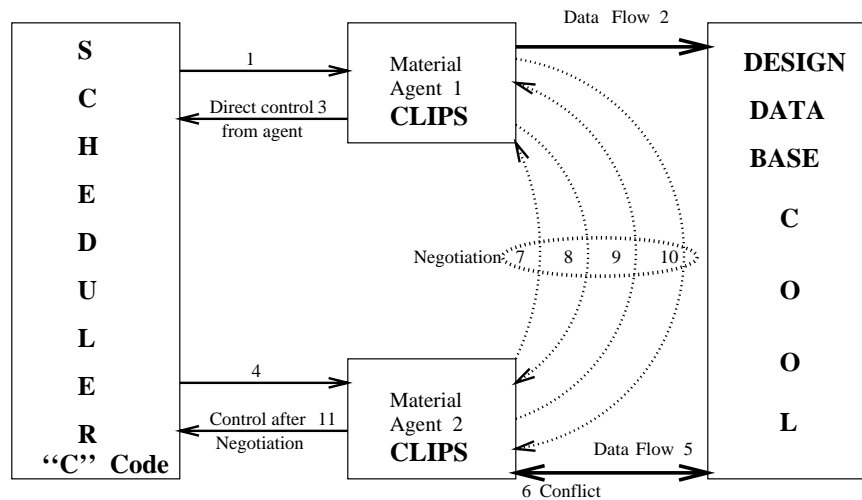 S
C
H
E
D
U
L
E
R
‘‘C’’ Code
1
Direct control 3
from agent
4
Control after 11
Negotiation
Material
Agent 1
CLIPS
Material
Agent 2
CLIPS
Data Flow 2
Negotiation 7 8 9 10
Data Flow 5
6 Conflict
DESIGN
DATA
BASE
C
O
O
L